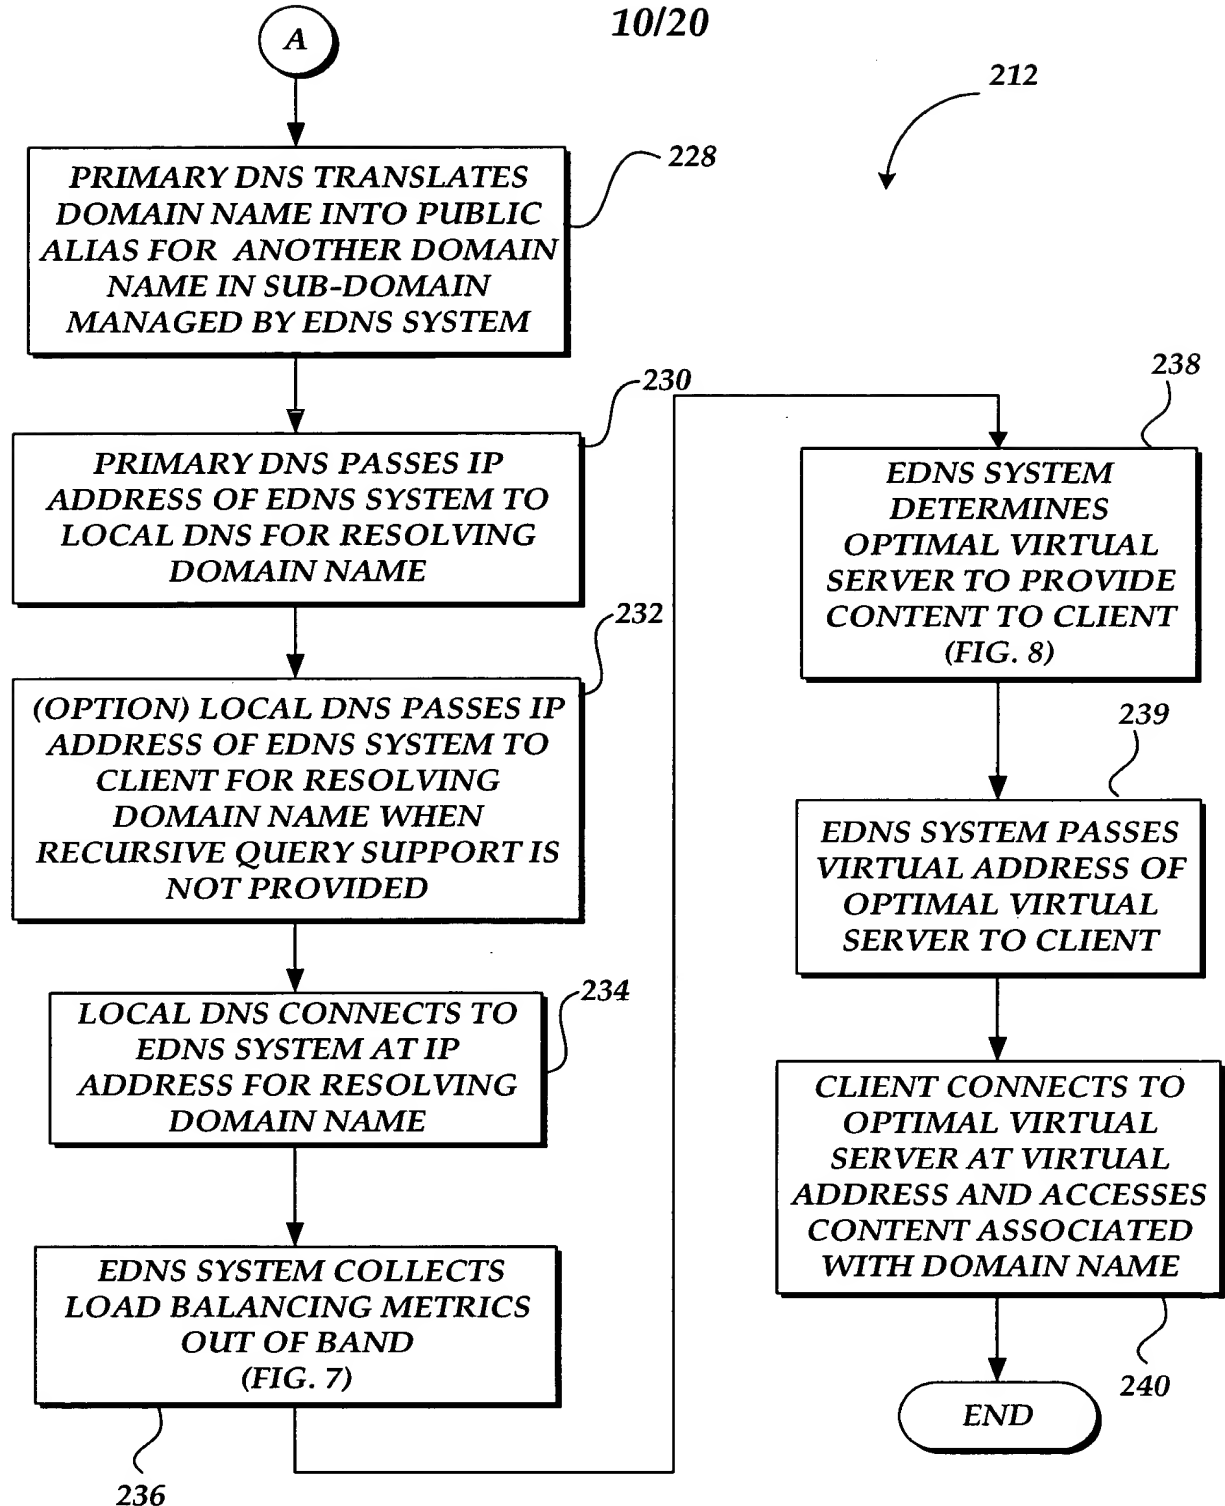 10/20
A
212
228
PRIMARY DNS TRANSLATES
DOMAIN NAME INTO PUBLIC
ALIAS FOR ANOTHER DOMAIN
NAME IN SUB-DOMAIN
MANAGED BY EDNS SYSTEM
230
PRIMARY DNS PASSES IP
ADDRESS OF EDNS SYSTEM TO
LOCAL DNS FOR RESOLVING
DOMAIN NAME
232
(OPTION) LOCAL DNS PASSES IP
ADDRESS OF EDNS SYSTEM TO
CLIENT FOR RESOLVING
DOMAIN NAME WHEN
RECURSIVE QUERY SUPPORT IS
NOT PROVIDED
234
LOCAL DNS CONNECTS TO
EDNS SYSTEM AT IP
ADDRESS FOR RESOLVING
DOMAIN NAME
EDNS SYSTEM COLLECTS
LOAD BALANCING METRICS
OUT OF BAND
(FIG. 7)
236
238
EDNS SYSTEM
DETERMINES
OPTIMAL VIRTUAL
SERVER TO PROVIDE
CONTENT TO CLIENT
(FIG. 8)
239
EDNS SYSTEM PASSES
VIRTUAL ADDRESS OF
OPTIMAL VIRTUAL
SERVER TO CLIENT
CLIENT CONNECTS TO
OPTIMAL VIRTUAL
SERVER AT VIRTUAL
ADDRESS AND ACCESSES
CONTENT ASSOCIATED
WITH DOMAIN NAME
240
END